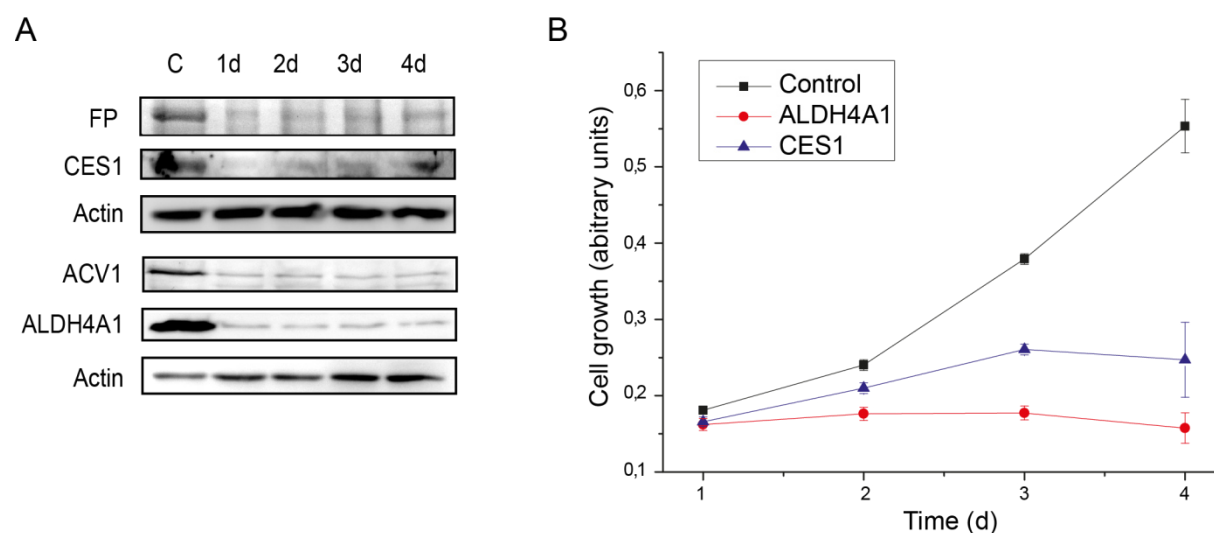 A
C 1d 2d 3d 4d
FP
CES1
Actin
ACV1
ALDH4A1
Actin
B
Control
ALDH4A1
CES1
Cell growth (abitrary units)
0,6
0,5
0,4
0,3
0,2
0,1
1 2 3 4
Time (d)